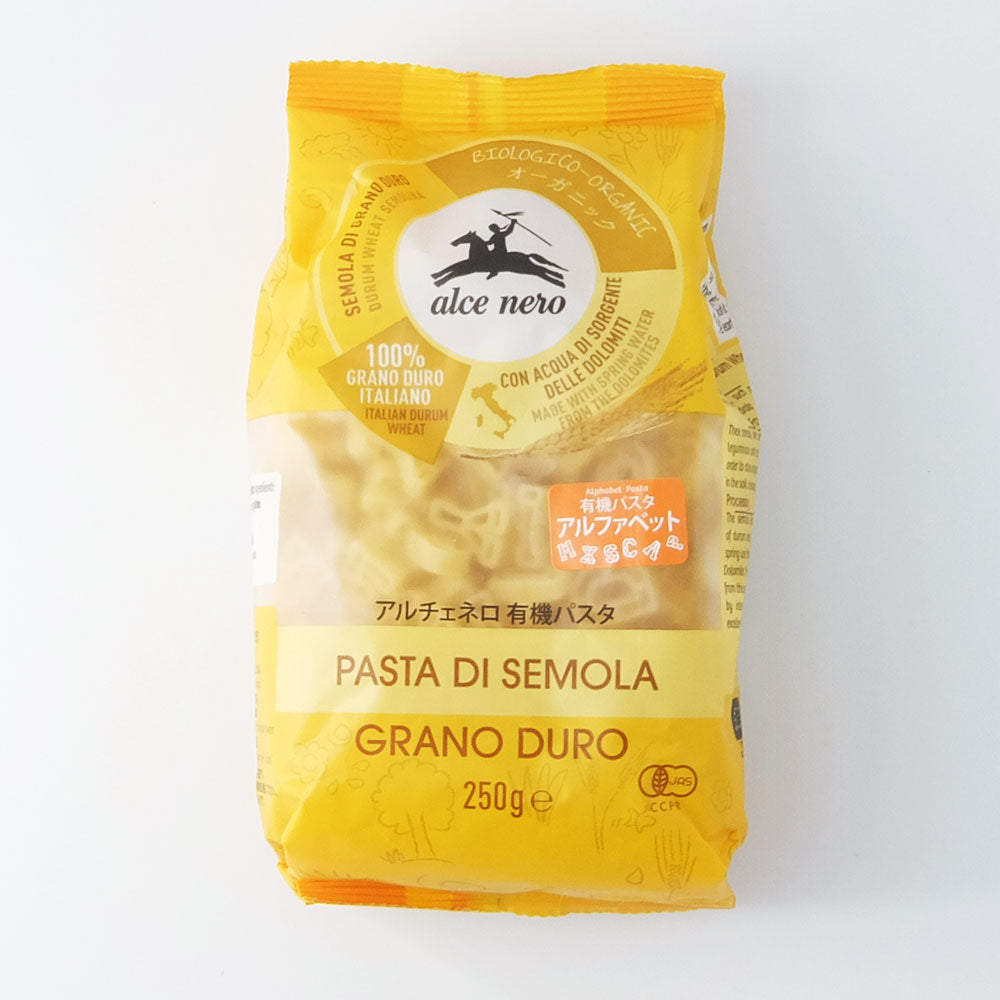 BIOLOGICO-ORGANIC
オーガニック
SEMOLA DI GRANO DURO
DURUM WHEAT SEMOLINA
alce nero
100%
GRANO DURO
ITALIANO
ITALIAN DURUM
WHEAT
CON ACQUA DI SORGENTE
DELLE DOLOMITI
MADE WITH SPRING WATER
FROM THE DOLOMITES
Alphabet Pasta
有機パスタ
アルファベット
アルチェネロ 有機パスタ
PASTA DI SEMOLA
GRANO DURO
250g e
JAS
CCPB